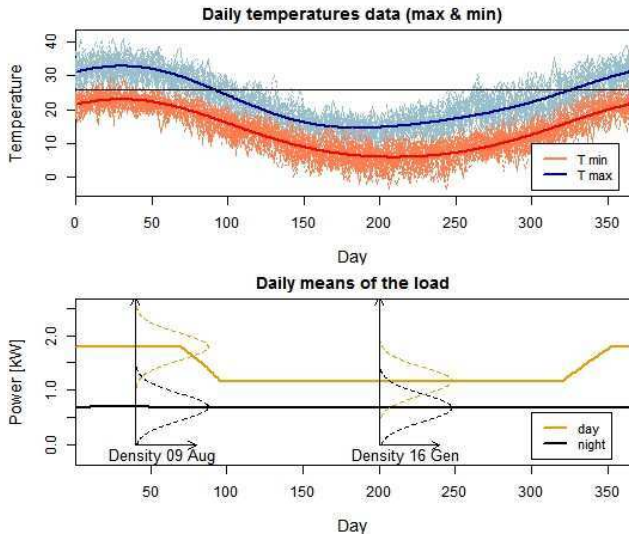 Daily temperatures data (max & min)
Temperature
40
30
20
10
0
T min
T max
0 50 100 150 200 250 300 350
Day
Daily means of the load
Power [KW]
2.0
1.0
0.0
day
night
Density 09 Aug
Density 16 Gen
50 100 150 200 250 300 350
Day